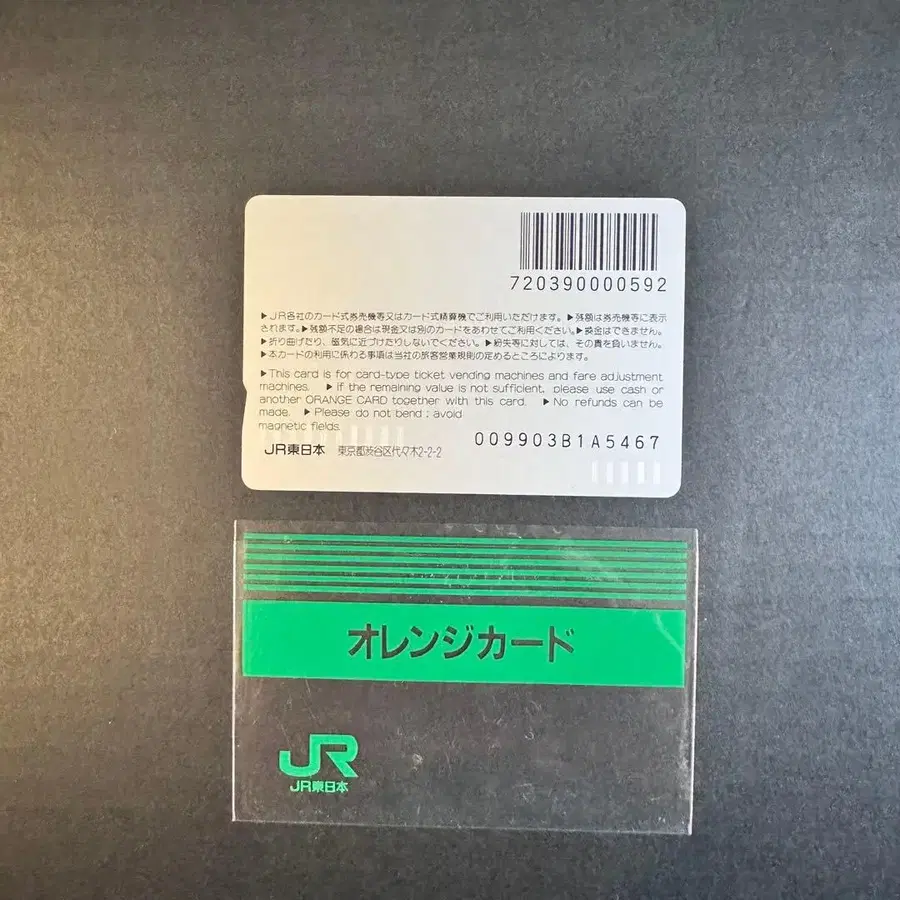 720390000592
▶JR各社のカード式券売機等又はカード式精算機でご利用いただけます。▶残額は券売機等に表示
されます。▶残額不足の場合は現金又は別のカードをあわせてご利用ください。▶換金はできません。
▶折り曲げたり、磁気に近づけたりしないでください。▶紛失等に対しては、その責を負いません。
▶本カードの利用に係わる事項は当社の旅客営業規則の定めるところによります。
▶This card is for card-type ticket vending machines and fare adjustment
machines. ▶If the remaining value is not sufficient, please use cash or
another ORANGE CARD together with this card. ▶No refunds can be
made. ▶Please do not bend ; avoid
magnetic fields.
009903B1A5467
JR東日本 東京都渋谷区代々木2-2-2
オレンジカード
JR
JR東日本